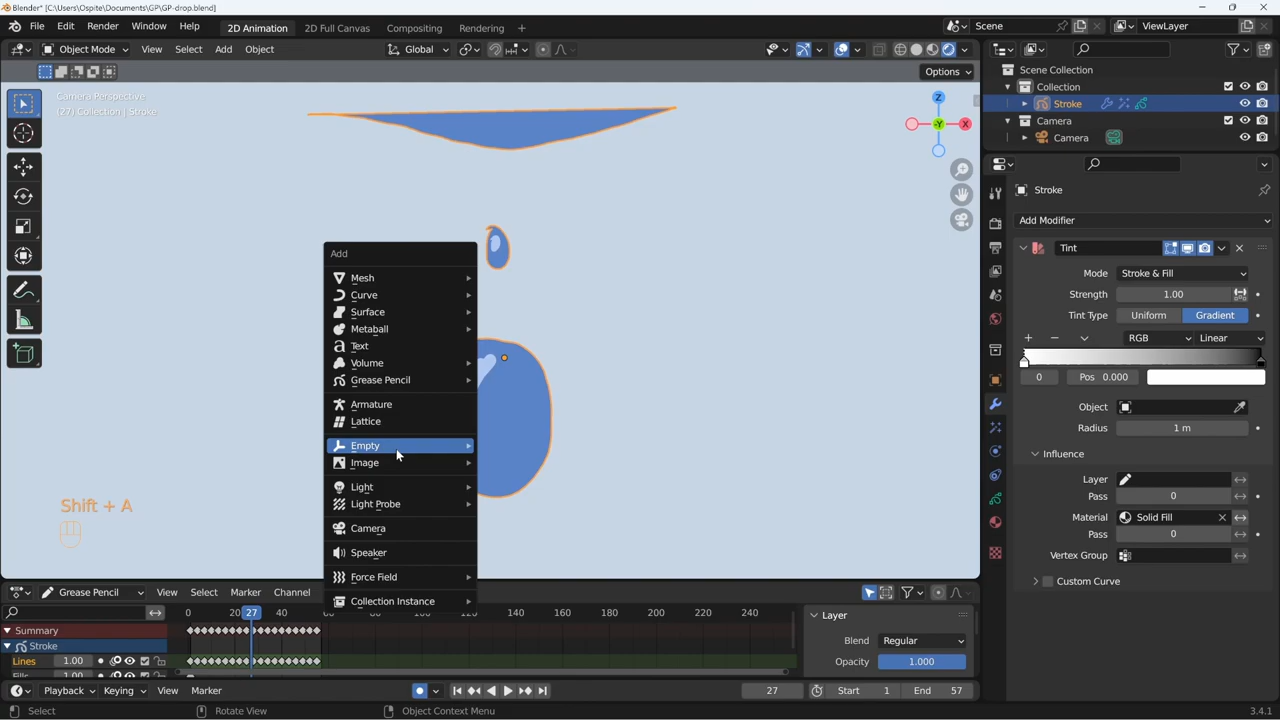 Blender* [C:\Users\Ospite\Documents\GP\GP-drop.blend]
File Edit Render Window Help 2D Animation 2D Full Canvas Compositing Rendering + Scene ViewLayer
Object Mode View Select Add Object Global
Options
Camera Perspective
(27) Collection | Stroke
Z
X
-Y
Add
Mesh
Curve
Surface
Metaball
Text
Volume
Grease Pencil
Armature
Lattice
Empty
Image
Light
Light Probe
Camera
Speaker
Force Field
Collection Instance
Shift + A
Scene Collection
Collection
Stroke
Camera
Camera
Stroke
Add Modifier
Tint
Mode Stroke & Fill
Strength 1.00
Tint Type Uniform Gradient
RGB Linear
0 Pos 0.000
Object
Radius 1 m
Influence
Layer
Pass 0
Material Solid Fill
Pass 0
Vertex Group
Custom Curve
Grease Pencil View Select Marker Channel
20 27 40 120 140 160 180 200 220 240
Summary
Stroke
Lines 1.00
Fills 1.00
Layer
Blend Regular
Opacity 1.000
Playback Keying View Marker 27 Start 1 End 57
Select Rotate View Object Context Menu 3.4.1